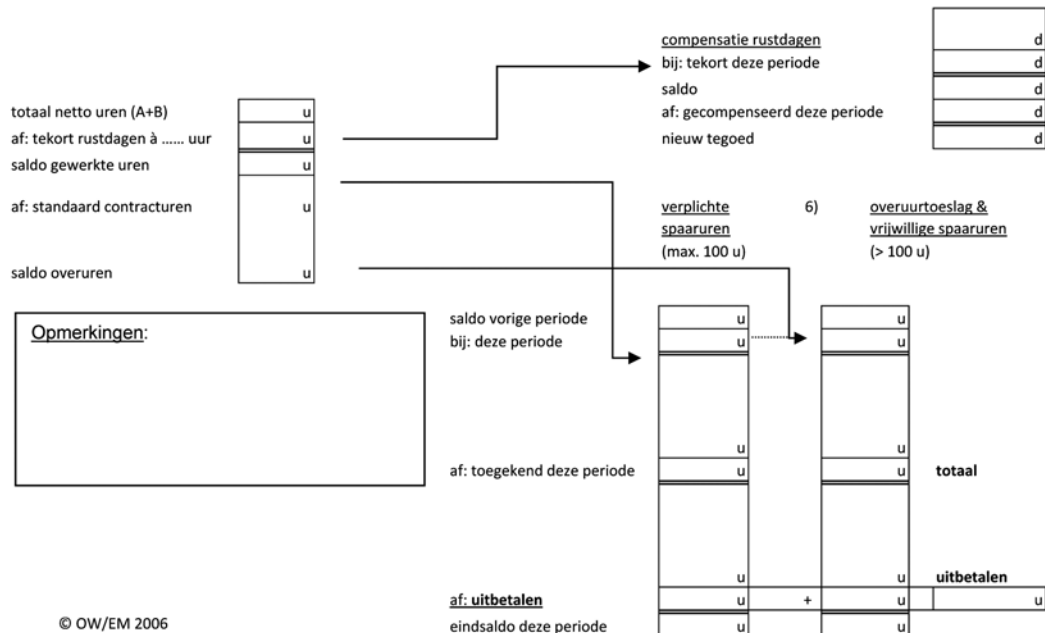 compensatie rustdagen d
bij: tekort deze periode d
saldo d
af: gecompenseerd deze periode d
nieuw tegoed d
totaal netto uren (A+B) u
af: tekort rustdagen à ...... uur u
saldo gewerkte uren u
af: standaard contracturen u
saldo overuren u
verplichte 6) overuurtoeslag &
spaaruren vrijwillige spaaruren
(max. 100 u) (> 100 u)
Opmerkingen:
saldo vorige periode u u
bij: deze periode u u
u u
af: toegekend deze periode u u totaal
u u uitbetalen
af: uitbetalen u + u u
eindsaldo deze periode u u
© OW/EM 2006